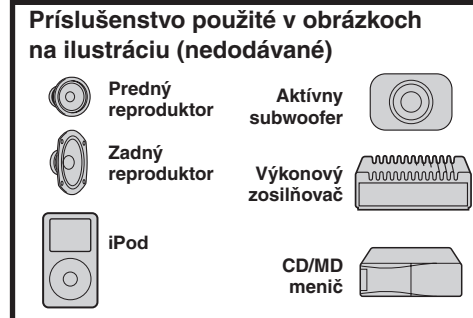 Príslušenstvo použité v obrázkoch
na ilustráciu (nedodávané)
Predný
reproduktor
Zadný
reproduktor
iPod
Aktívny
subwoofer
Výkonový
zosilňovač
CD/MD
menič